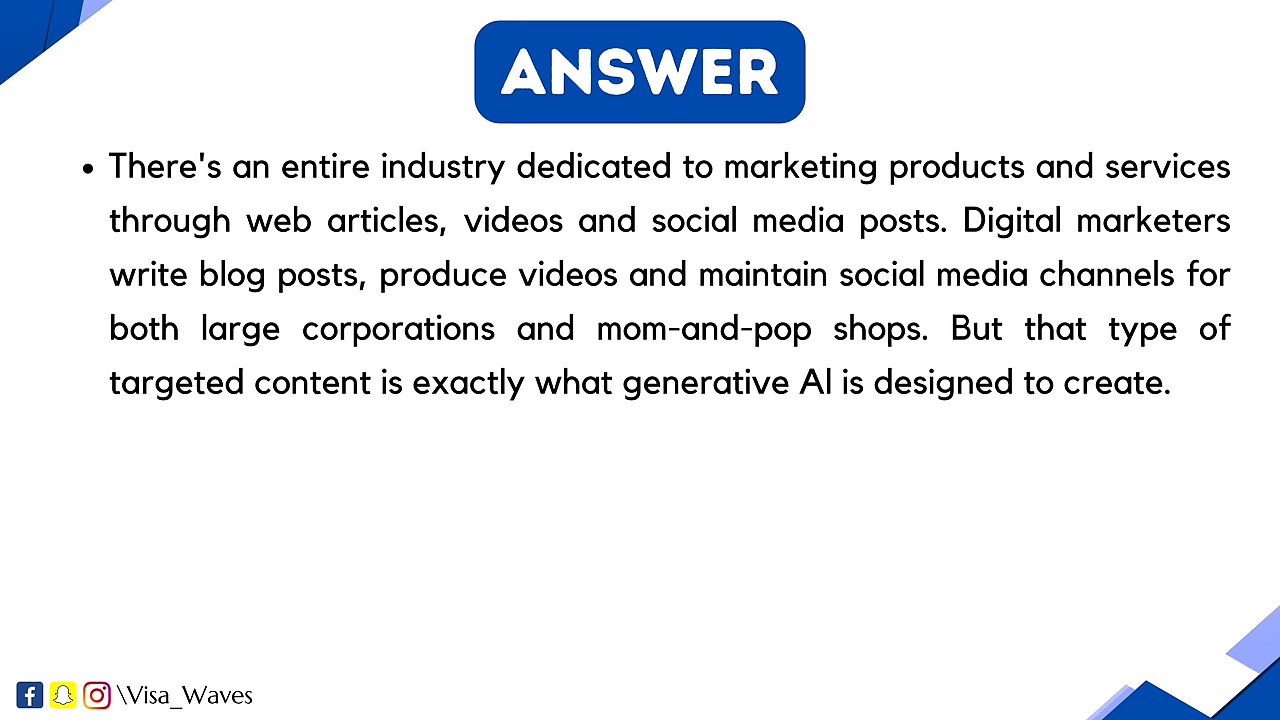 ANSWER
• There's an entire industry dedicated to marketing products and services
through web articles, videos and social media posts. Digital marketers
write blog posts, produce videos and maintain social media channels for
both large corporations and mom-and-pop shops. But that type of
targeted content is exactly what generative AI is designed to create.
\Visa_Waves